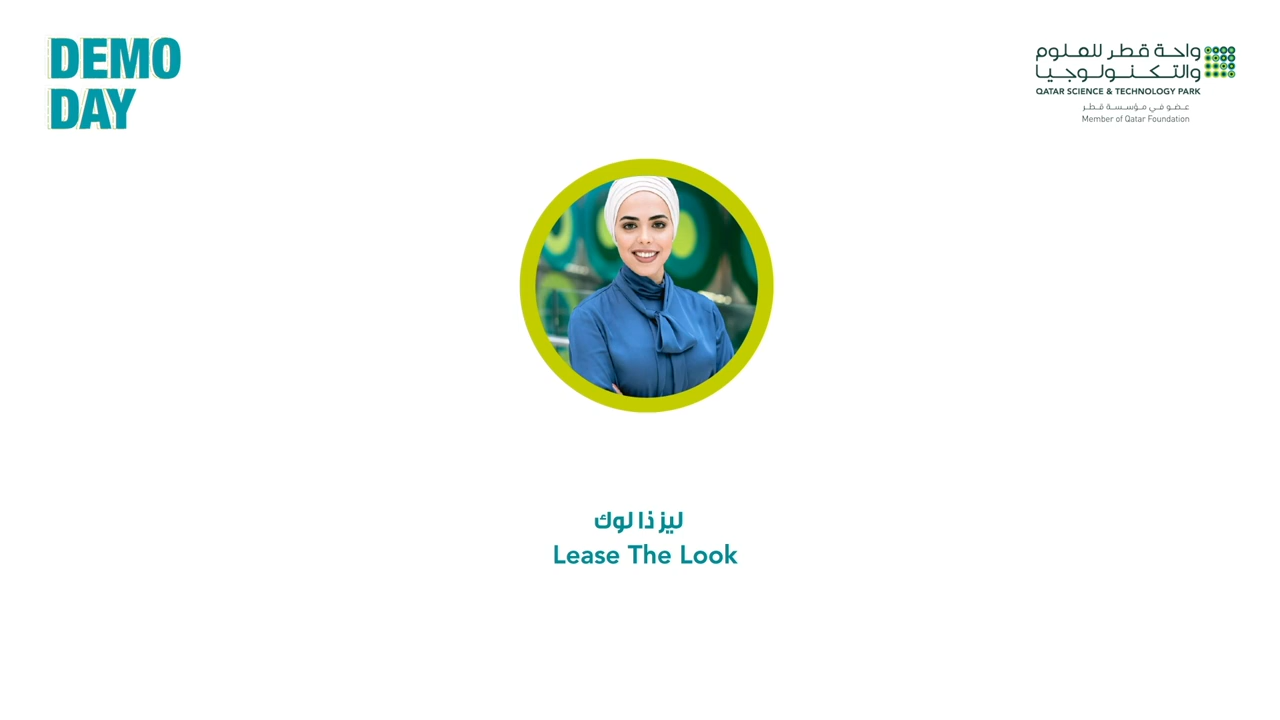 DEMO
DAY
واحة قطر للعلوم
والتكنولوجيا
QATAR SCIENCE & TECHNOLOGY PARK
عضو في مؤسسة قطر
Member of Qatar Foundation
ليز ذا لوك
Lease The Look